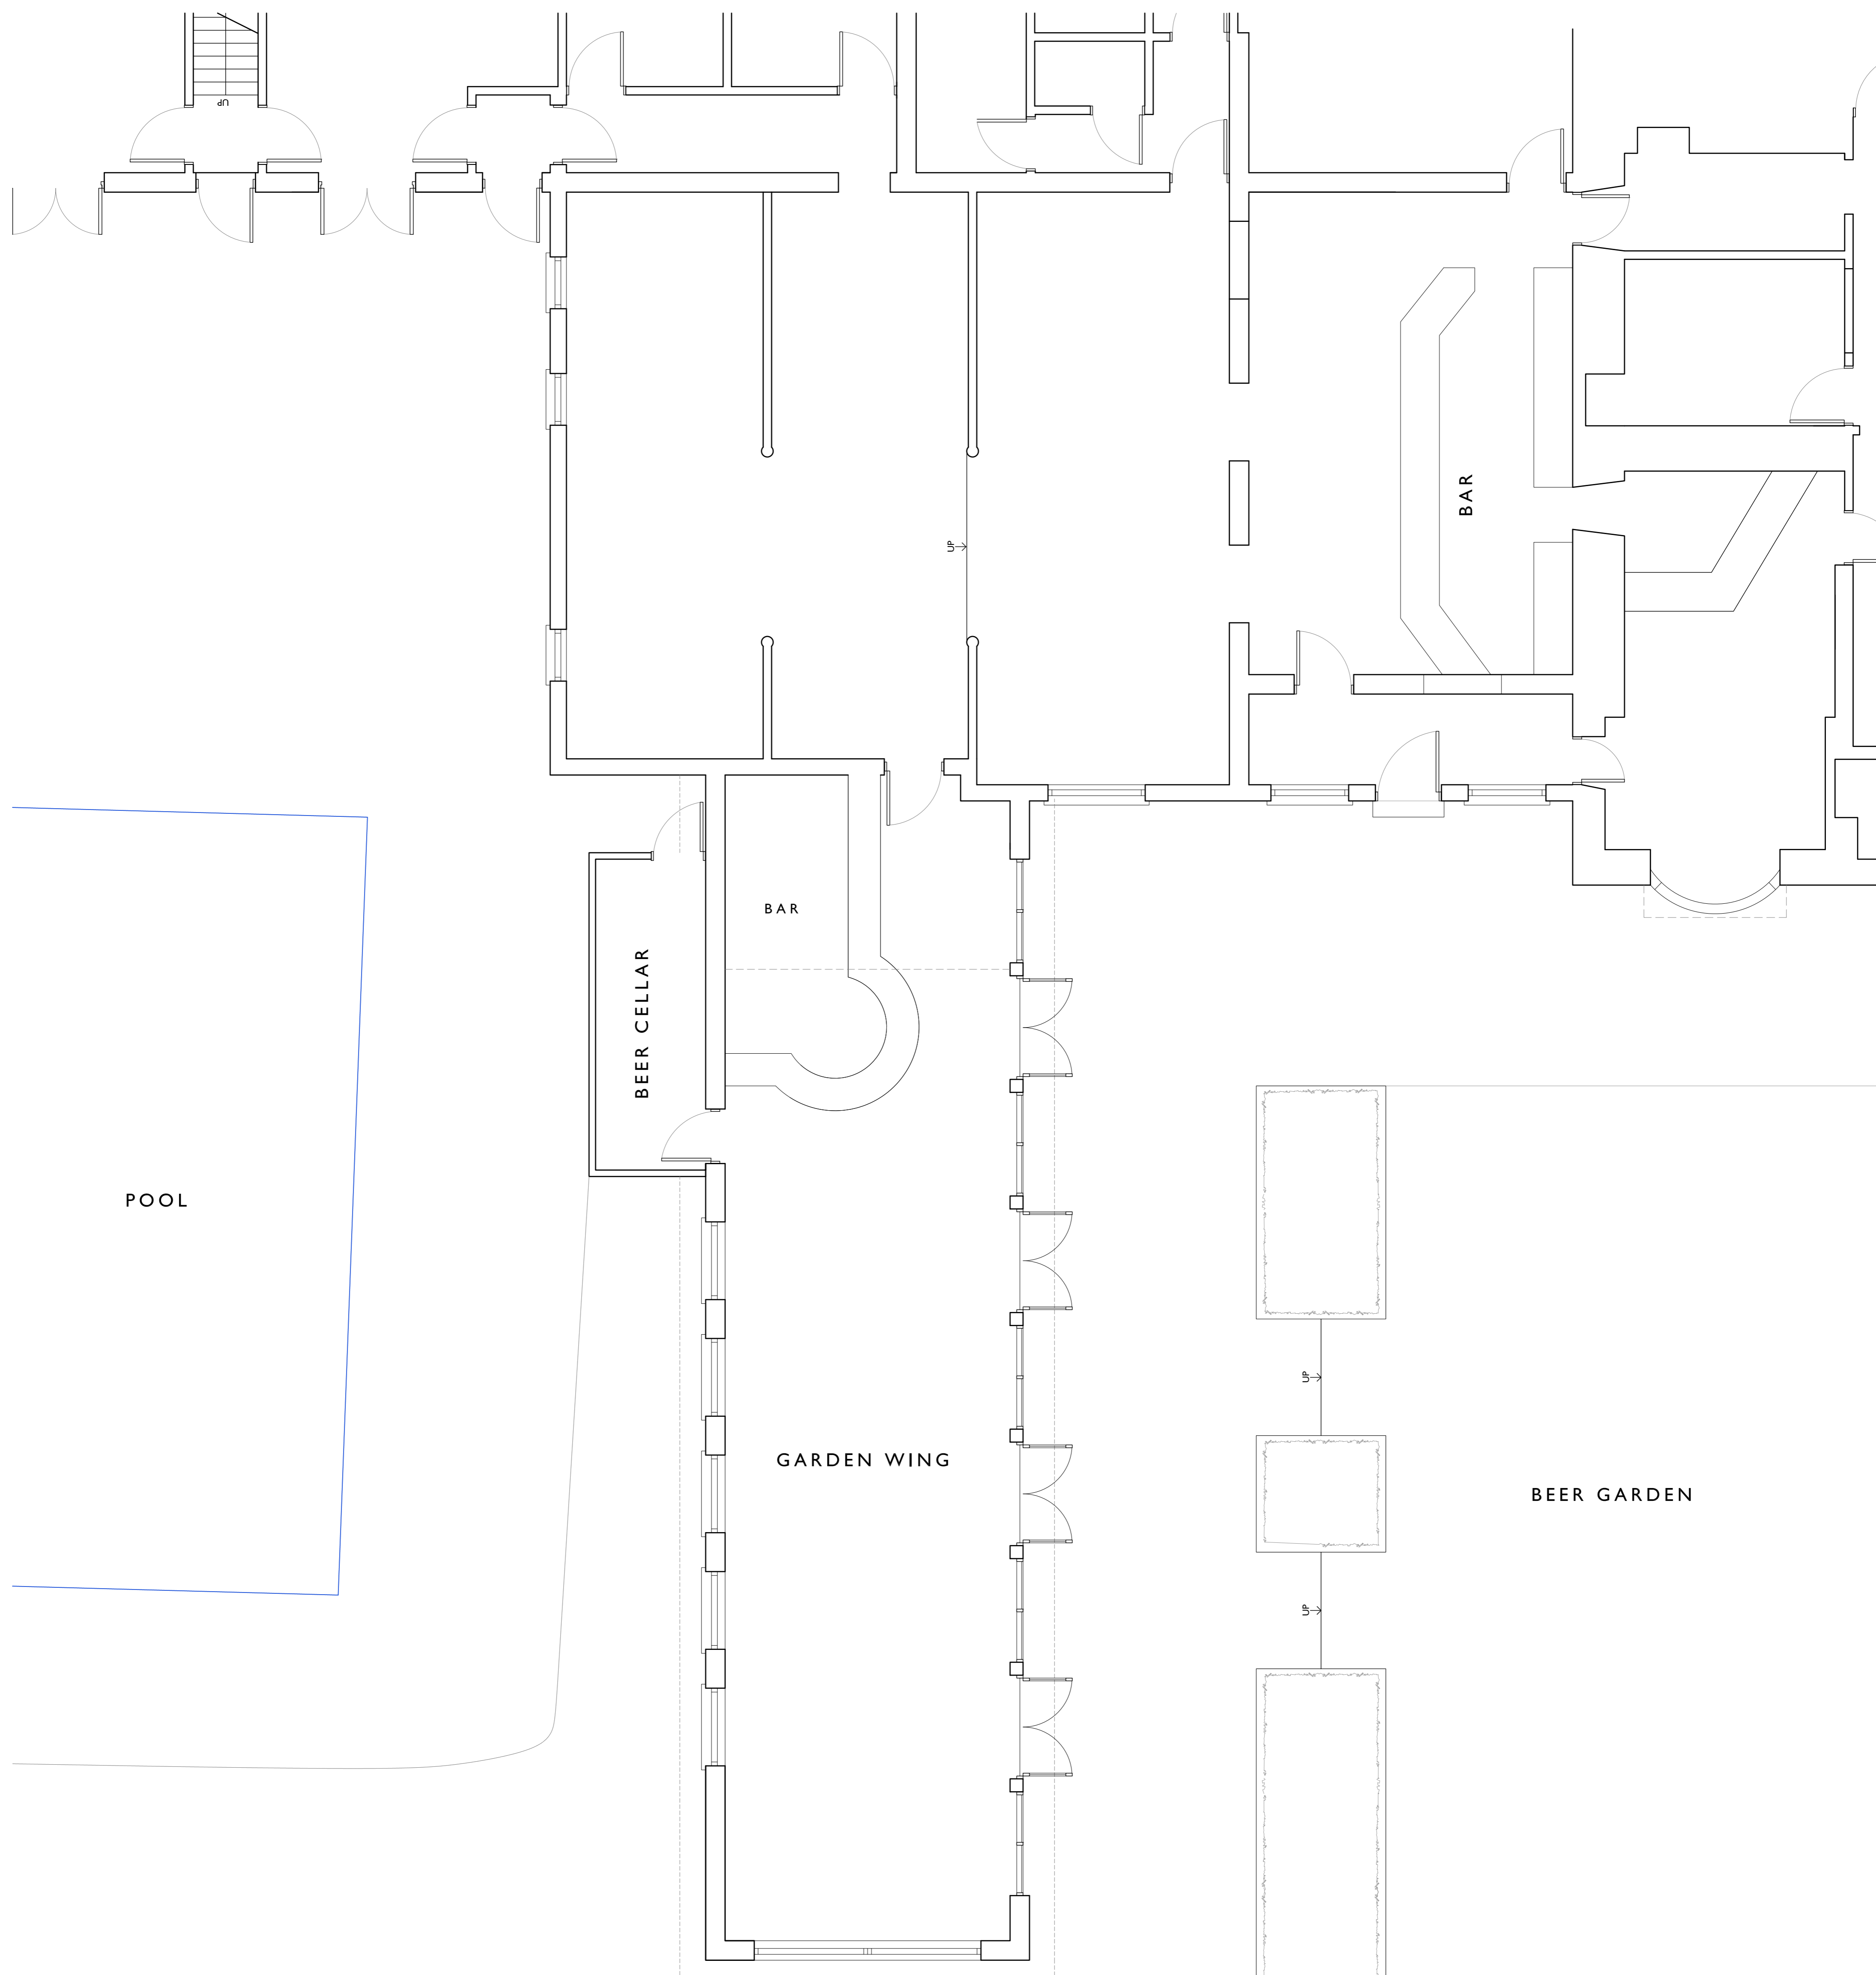 UP
BAR
UP
BAR
BEER CELLAR
POOL
UP
GARDEN WING
BEER GARDEN
UP